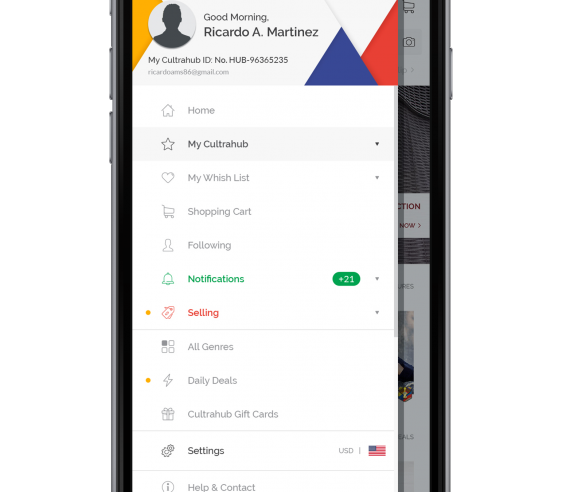 Good Morning,
Ricardo A. Martinez
My Cultrahub ID: No. HUB-96365235
ricardoams86@gmail.com
Home
My Cultrahub
My Whish List
Shopping Cart
Following
Notifications +21
Selling
All Genres
Daily Deals
Cultrahub Gift Cards
Settings USD |
Help & Contact
CTION
NOW >
URES
EALS